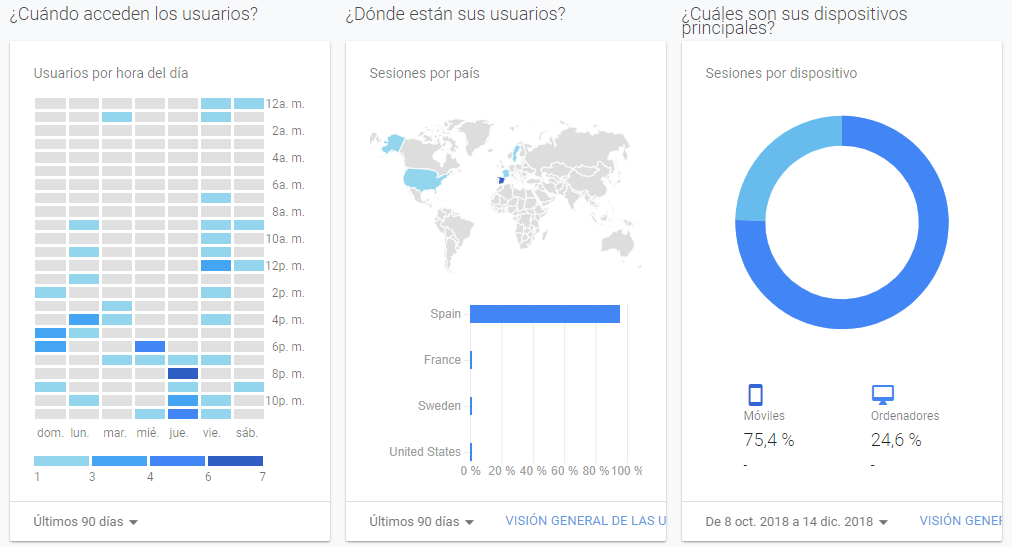 ¿Cuándo acceden los usuarios?
Usuarios por hora del día
12a. m.
2a. m.
4a. m.
6a. m.
8a. m.
10a. m.
12p. m.
2p. m.
4p. m.
6p. m.
8p. m.
10p. m.
dom. lun. mar. mié. jue. vie. sáb.
1 3 4 6 7
Últimos 90 días
¿Dónde están sus usuarios?
Sesiones por país
Spain
France
Sweden
United States
0 % 20 % 40 % 60 % 80 % 100 %
Últimos 90 días VISIÓN GENERAL DE LAS U
¿Cuáles son sus dispositivos
principales?
Sesiones por dispositivo
Móviles Ordenadores
75,4 % 24,6 %
- -
De 8 oct. 2018 a 14 dic. 2018 VISIÓN GENER